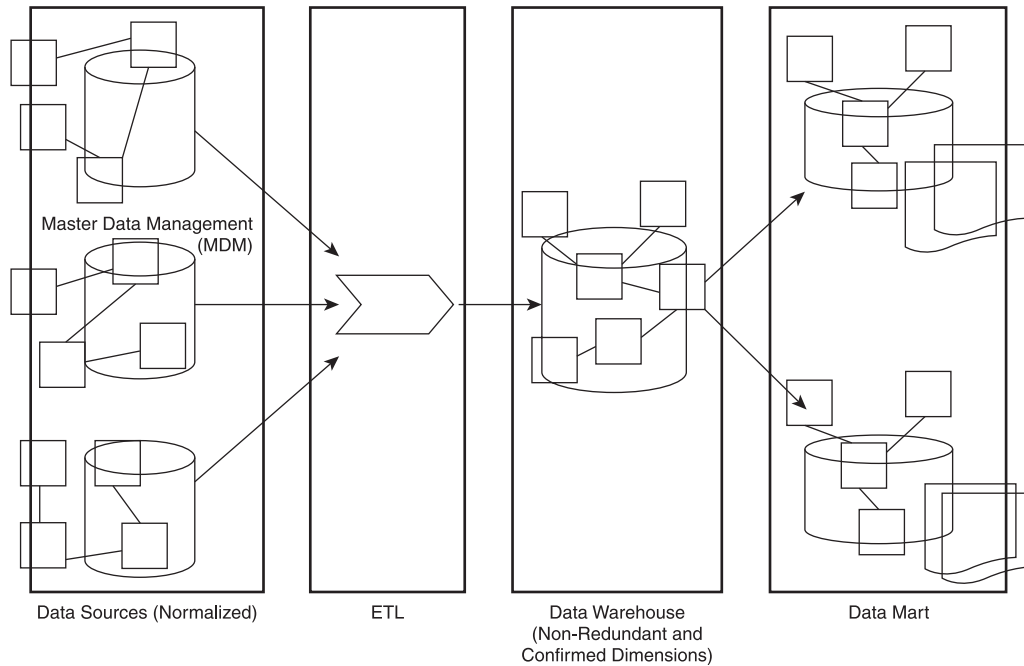 Master Data Management
(MDM)
Data Sources (Normalized)
ETL
Data Warehouse
(Non-Redundant and
Confirmed Dimensions)
Data Mart